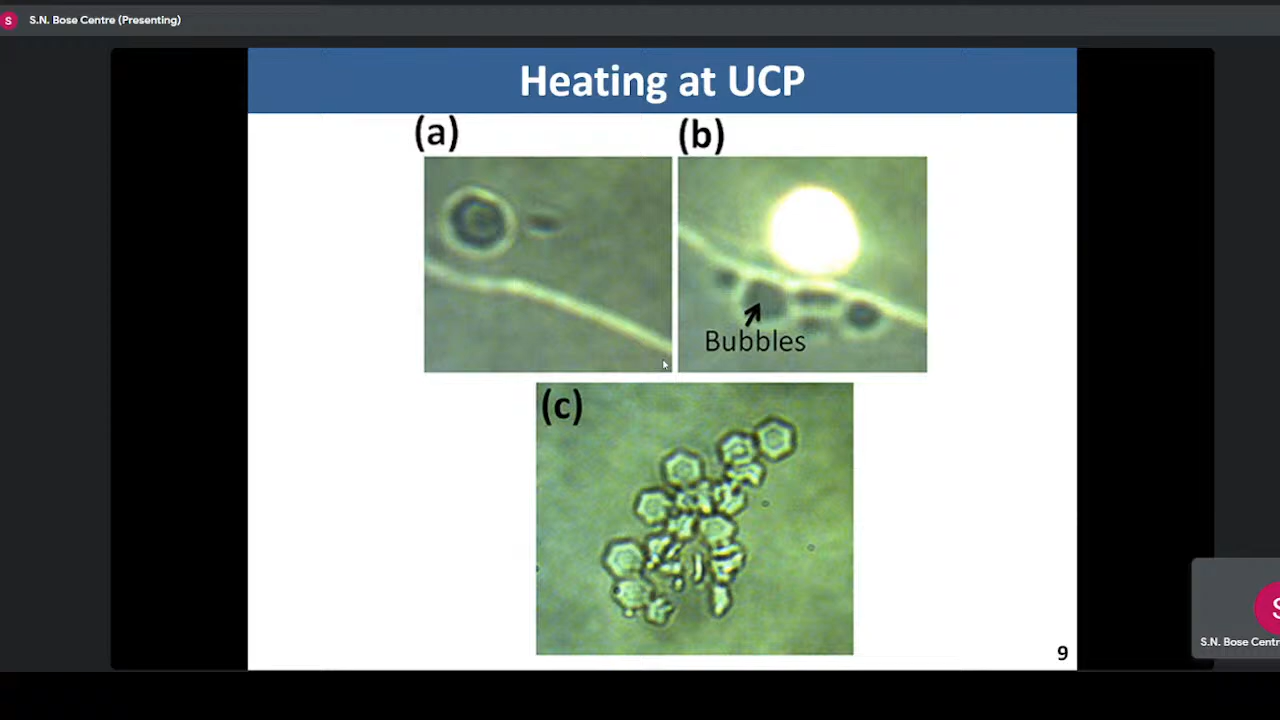 S
S.N. Bose Centre (Presenting)
Heating at UCP
(a)
(b)
Bubbles
(c)
9
S
S.N. Bose Centr